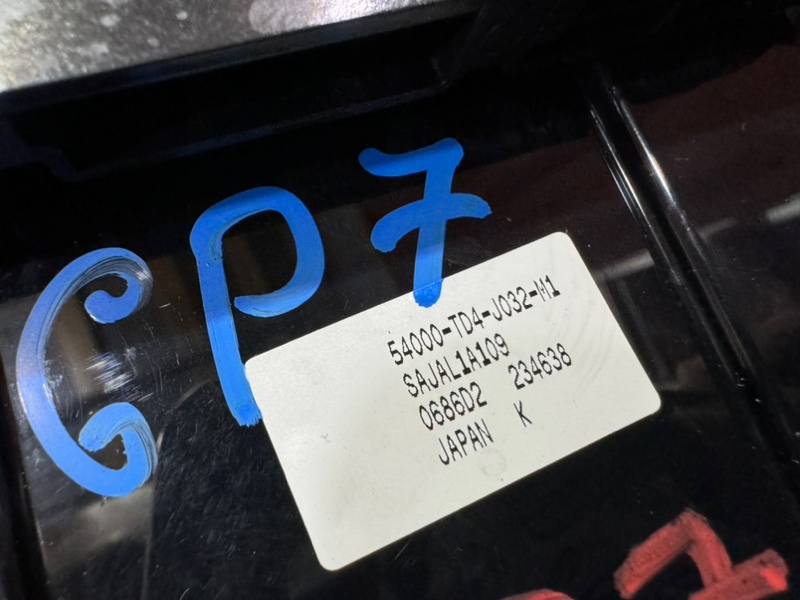 GP7
54000-TD4-J032-M1
SAJAL1A109
0686D2 234638
JAPAN K